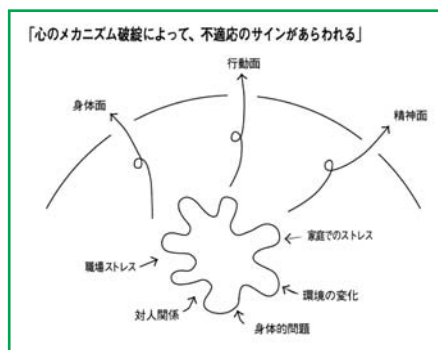 「心のメカニズム破綻によって、不適応のサインがあらわれる」
行動面
身体面
精神面
家庭でのストレス
職場ストレス
環境の変化
対人関係
身体的問題